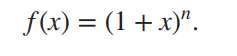 f(x) = (1 + x)ⁿ.